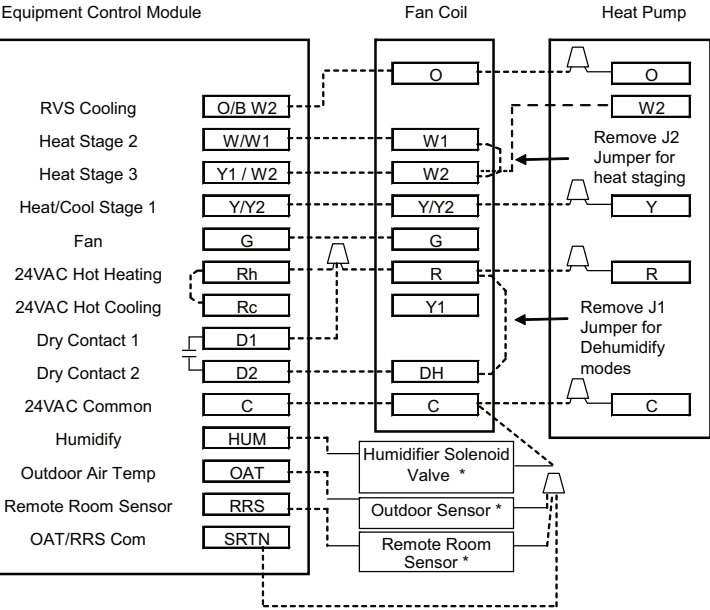 Equipment Control Module
Fan Coil
Heat Pump
O
O
RVS Cooling
O/B W2
W2
Heat Stage 2
W/W1
W1
Remove J2
Jumper for
heat staging
Heat Stage 3
Y1 / W2
W2
Heat/Cool Stage 1
Y/Y2
Y/Y2
Y
Fan
G
G
24VAC Hot Heating
Rh
R
R
24VAC Hot Cooling
Rc
Y1
Remove J1
Jumper for
Dehumidify
modes
Dry Contact 1
D1
Dry Contact 2
D2
DH
24VAC Common
C
C
C
Humidify
HUM
Humidifier Solenoid
Valve *
Outdoor Air Temp
OAT
Outdoor Sensor *
Remote Room Sensor
RRS
Remote Room
Sensor *
OAT/RRS Com
SRTN